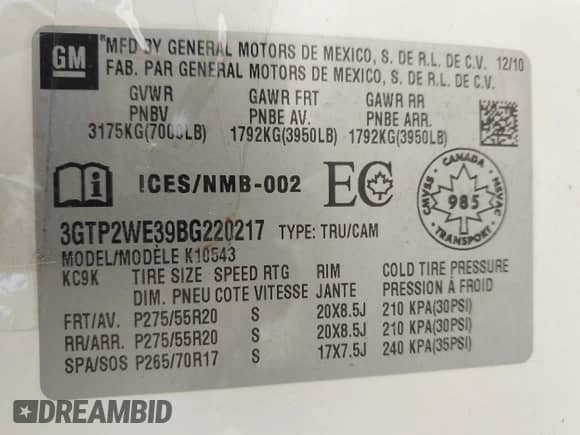 GM
*MFD BY GENERAL MOTORS DE MEXICO, S. DE R.L. DE C.V. 12/10
FAB. PAR GENERAL MOTORS DE MEXICO, S. DE R.L. DE C.V.
GVWR GAWR FRT GAWR RR
PNBV PNBE AV. PNBE ARR.
3175KG(7000LB) 1792KG(3950LB) 1792KG(3950LB)
ICES/NMB-002 EC
CANADA CMVSS NSVAC 985 TRANSPORT
3GTP2WE39BG220217 TYPE: TRU/CAM
MODEL/MODÈLE K10543
KC9K TIRE SIZE SPEED RTG RIM COLD TIRE PRESSURE
DIM. PNEU COTE VITESSE JANTE PRESSION À FROID
FRT/AV. P275/55R20 S 20X8.5J 210 KPA(30PSI)
RR/ARR. P275/55R20 S 20X8.5J 210 KPA(30PSI)
SPA/SOS P265/70R17 S 17X7.5J 240 KPA(35PSI)
DREAMBID